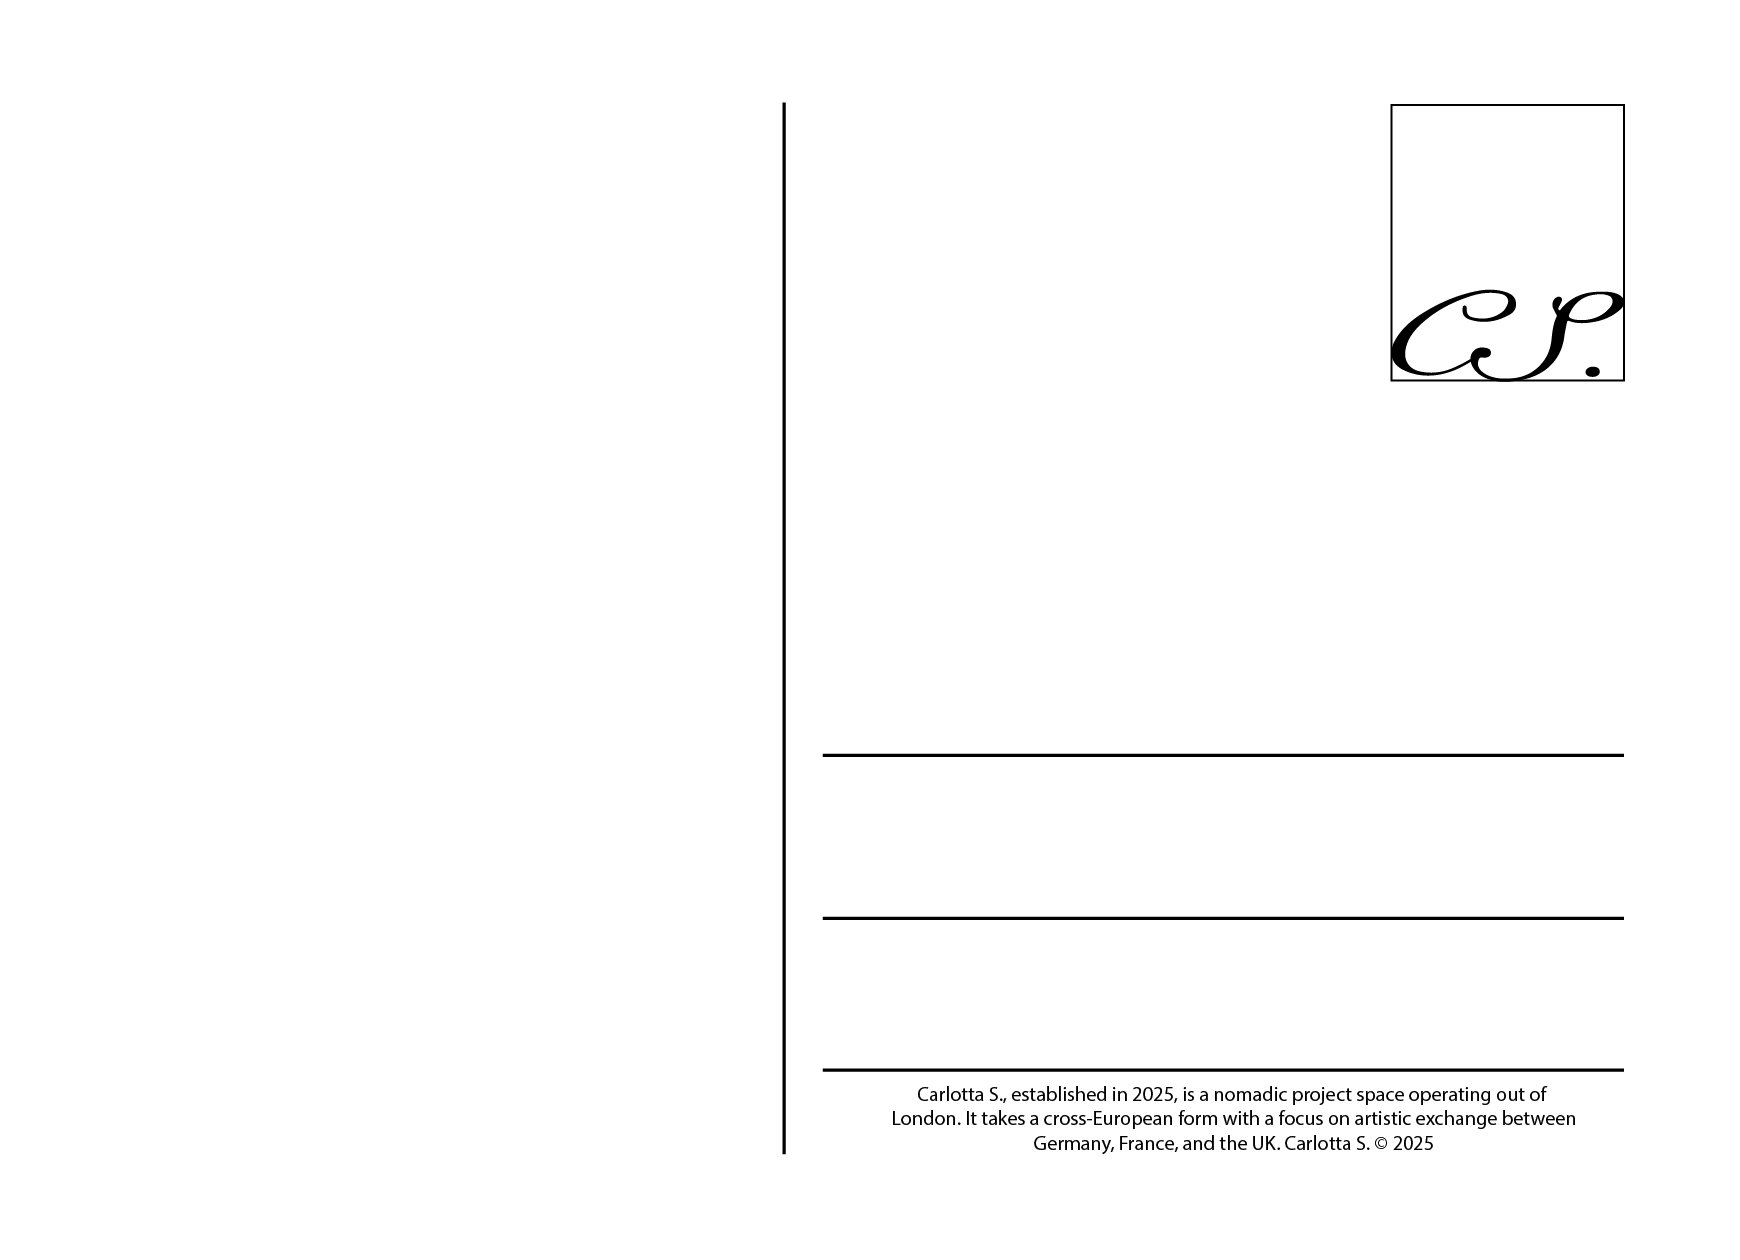 CS.
Carlotta S., established in 2025, is a nomadic project space operating out of
London. It takes a cross-European form with a focus on artistic exchange between
Germany, France, and the UK. Carlotta S. © 2025